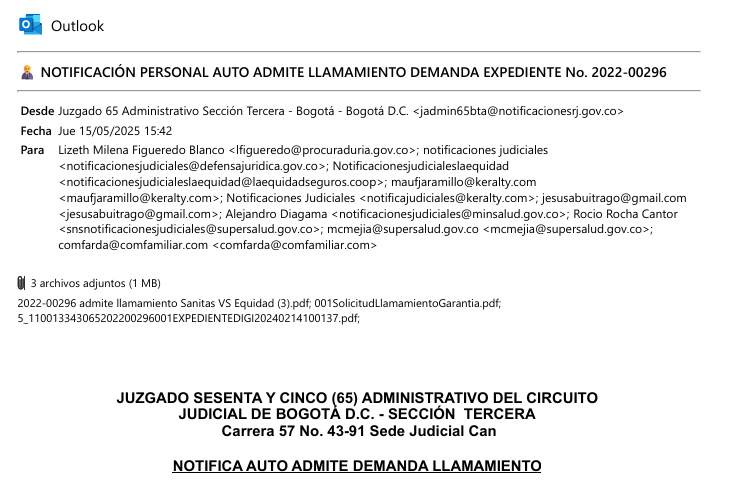 Outlook
NOTIFICACIÓN PERSONAL AUTO ADMITE LLAMAMIENTO DEMANDA EXPEDIENTE No. 2022-00296
Desde Juzgado 65 Administrativo Sección Tercera - Bogotá - Bogotá D.C. <jadmin65bta@notificacionesrj.gov.co>
Fecha Jue 15/05/2025 15:42
Para Lizeth Milena Figueredo Blanco <lfigueredo@procuraduria.gov.co>; notificaciones judiciales
<notificacionesjudiciales@defensajuridica.gov.co>; Notificacionesjudicialeslaequidad
<notificacionesjudicialeslaequidad@laequidadseguros.coop>; maufjaramillo@keralty.com
<maufjaramillo@keralty.com>; Notificaciones Judiciales <notificajudiciales@keralty.com>; jesusabuitrago@gmail.com
<jesusabuitrago@gmail.com>; Alejandro Diagama <notificacionesjudiciales@minsalud.gov.co>; Rocio Rocha Cantor
<snsnotificacionesjudiciales@supersalud.gov.co>; mcmejia@supersalud.gov.co <mcmejia@supersalud.gov.co>;
comfarda@comfamiliar.com <comfarda@comfamiliar.com>
3 archivos adjuntos (1 MB)
2022-00296 admite llamamiento Sanitas VS Equidad (3).pdf; 001SolicitudLlamamientoGarantia.pdf;
5_110013343065202200296001EXPEDIENTEDIGI20240214100137.pdf;
JUZGADO SESENTA Y CINCO (65) ADMINISTRATIVO DEL CIRCUITO
JUDICIAL DE BOGOTÁ D.C. - SECCIÓN TERCERA
Carrera 57 No. 43-91 Sede Judicial Can
NOTIFICA AUTO ADMITE DEMANDA LLAMAMIENTO